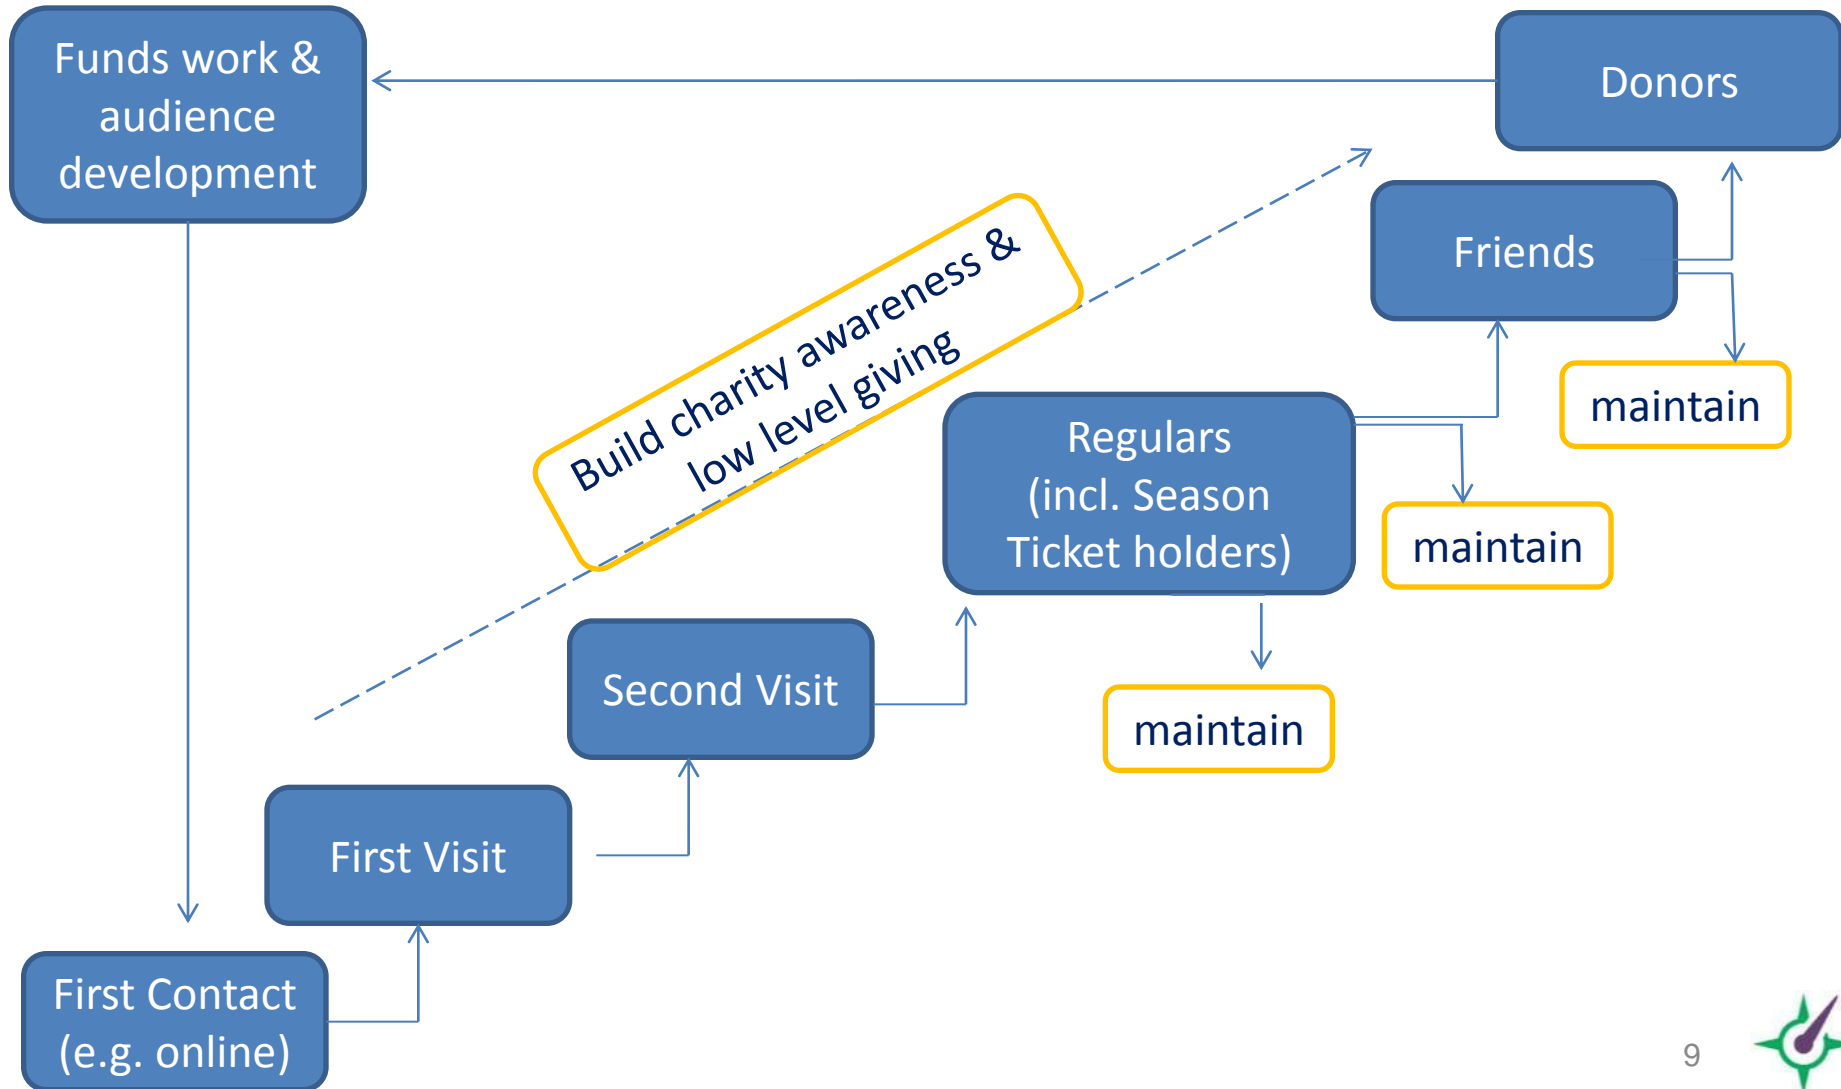 Funds work &
audience
development
Donors
Friends
Build charity awareness &
low level giving
maintain
Regulars
(incl. Season
Ticket holders)
maintain
Second Visit
maintain
First Visit
First Contact
(e.g. online)
9